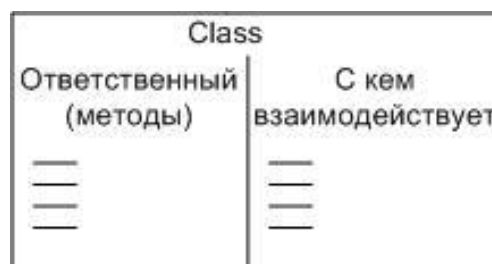 Class
Ответственный
(методы)
С кем
взаимодействует